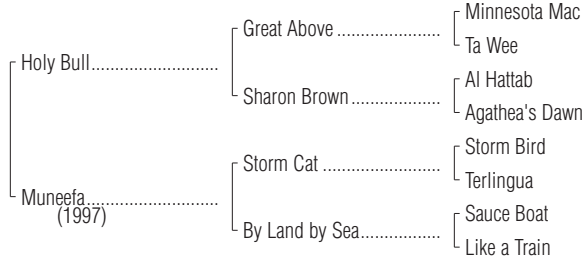 Minnesota Mac
Great Above
Ta Wee
Holy Bull
Al Hattab
Sharon Brown
Agathea's Dawn
Storm Bird
Storm Cat
Terlingua
Muneefa
(1997)
Sauce Boat
By Land by Sea
Like a Train